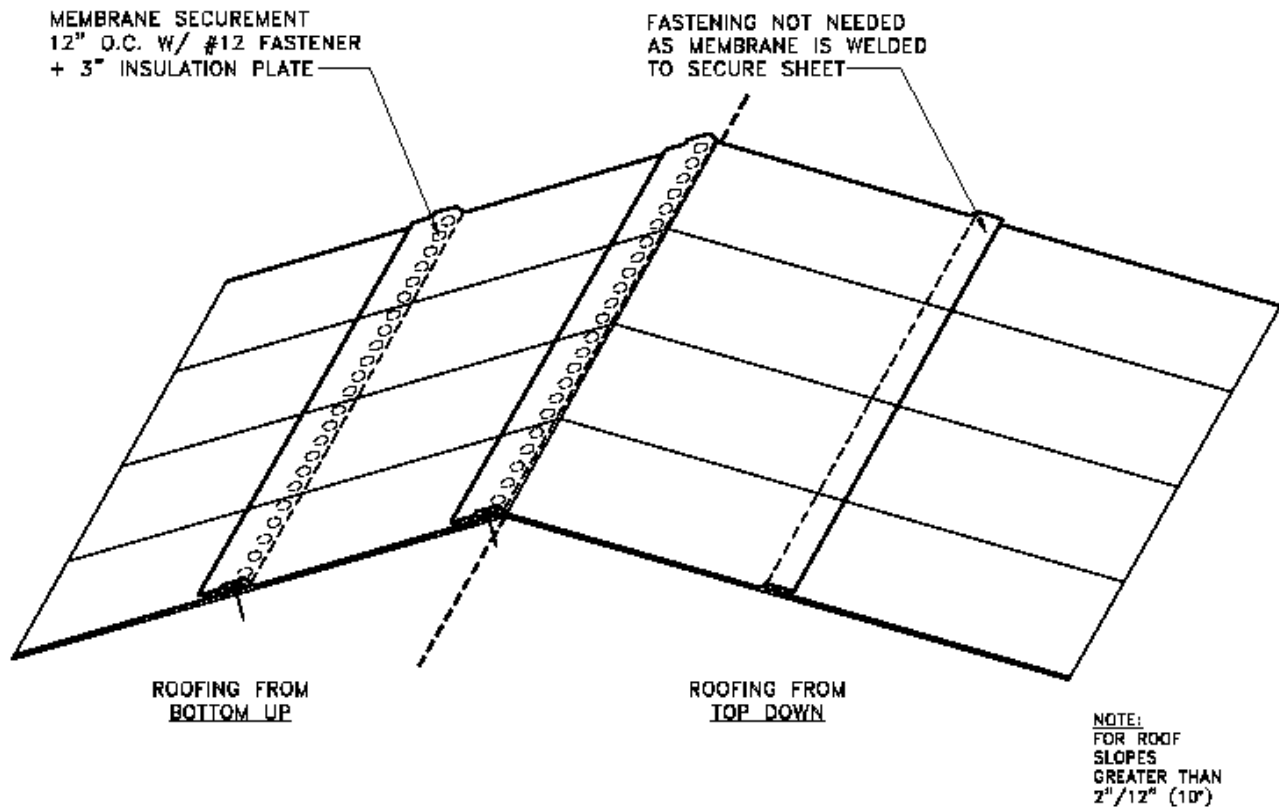 MEMBRANE SECUREMENT
12" O.C. W/ #12 FASTENER
+ 3" INSULATION PLATE
FASTENING NOT NEEDED
AS MEMBRANE IS WELDED
TO SECURE SHEET
ROOFING FROM
BOTTOM UP
ROOFING FROM
TOP DOWN
NOTE:
FOR ROOF
SLOPES
GREATER THAN
2"/12" (10°)